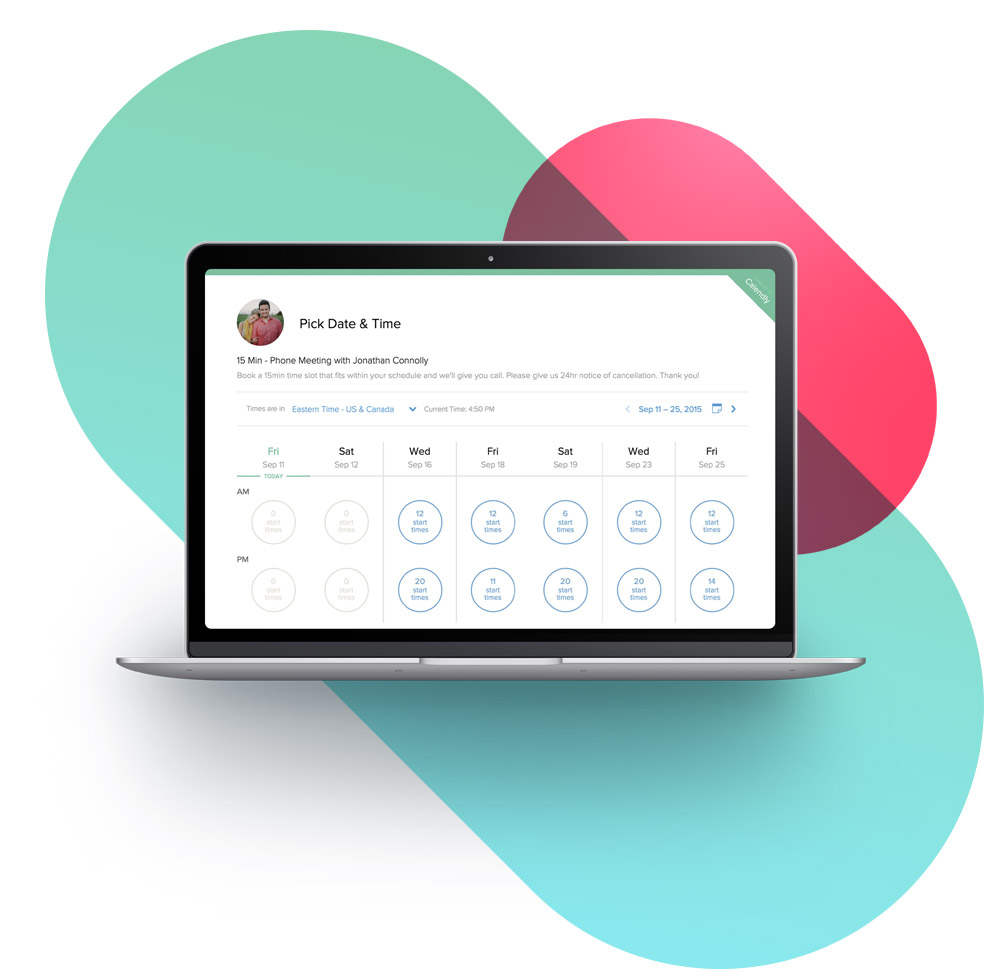 Calendly
Pick Date & Time
15 Min - Phone Meeting with Jonathan Connolly
Book a 15min time slot that fits within your schedule and we'll give you call. Please give us 24hr notice of cancellation. Thank you!
Times are in Eastern Time - US & Canada Current Time: 4:50 PM Sep 11 – 25, 2015
Fri Sat Wed Fri Sat Wed Fri
Sep 11 Sep 12 Sep 16 Sep 18 Sep 19 Sep 23 Sep 25
TODAY
AM
0 0 12 12 6 12 12
start start start start start start start
times times times times times times times
PM
0 0 20 11 20 20 14
start start start start start start start
times times times times times times times